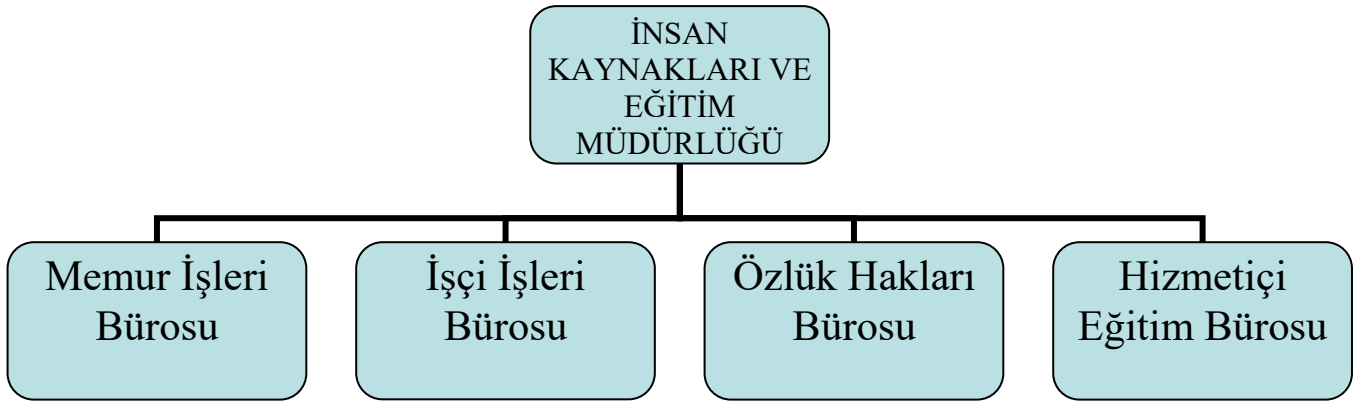 İNSAN
KAYNAKLARI VE
EĞİTİM
MÜDÜRLÜĞÜ
Memur İşleri
Bürosu
İşçi İşleri
Bürosu
Özlük Hakları
Bürosu
Hizmetiçi
Eğitim Bürosu